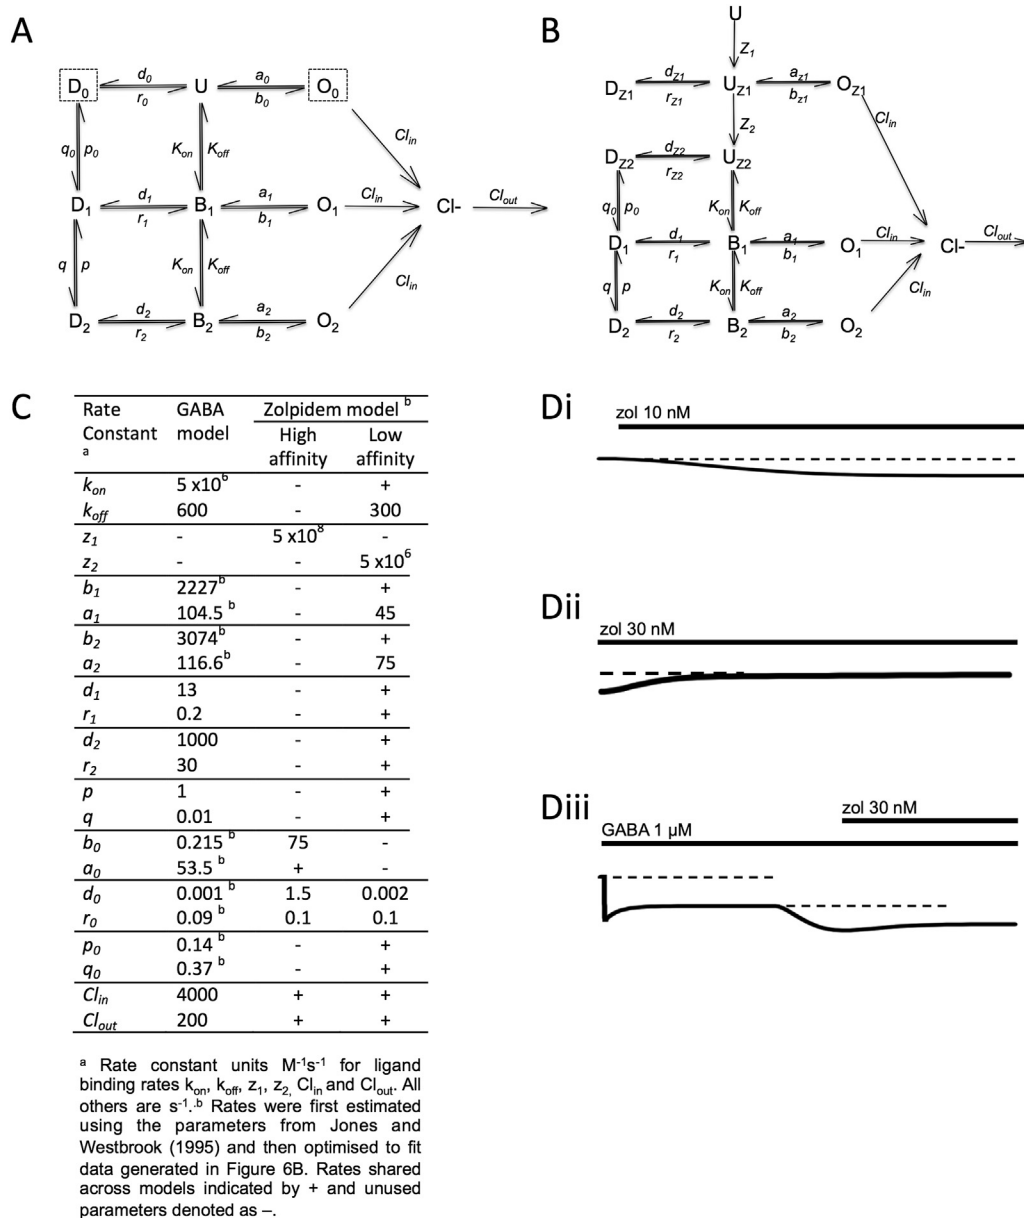 A
D0 d0 r0 U a0 b0 O0
q0 p0 Kon Koff Clin
D1 d1 r1 B1 a1 b1 O1 Clin Cl- Clout
q p Kon Koff Clin
D2 d2 r2 B2 a2 b2 O2
B
U
Z1
DZ1 dZ1 rZ1 UZ1 az1 bz1 OZ1
Z2 Clin
DZ2 dZ2 rZ2 UZ2
q0 p0 Kon Koff
D1 d1 r1 B1 a1 b1 O1 Clin Cl- Clout
q p Kon Koff Clin
D2 d2 r2 B2 a2 b2 O2
C
Rate GABA Zolpidem model b
Constant model High Low
a affinity affinity
kon 5 x10^6 - +
koff 600 - 300
z1 - 5 x10^8 -
z2 - - 5 x10^6
b1 2227 b - +
a1 104.5 b - 45
b2 3074 b - +
a2 116.6 b - 75
d1 13 - +
r1 0.2 - +
d2 1000 - +
r2 30 - +
p 1 - +
q 0.01 - +
b0 0.215 b 75 -
a0 53.5 b + -
d0 0.001 b 1.5 0.002
r0 0.09 b 0.1 0.1
p0 0.14 b - +
q0 0.37 b - +
Clin 4000 + +
Clout 200 + +
a Rate constant units M-1s-1 for ligand
binding rates kon, koff, z1, z2, Clin and Clout. All
others are s-1. b Rates were first estimated
using the parameters from Jones and
Westbrook (1995) and then optimised to fit
data generated in Figure 6B. Rates shared
across models indicated by + and unused
parameters denoted as –.
Di
zol 10 nM
Dii
zol 30 nM
Diii
zol 30 nM
GABA 1 µM